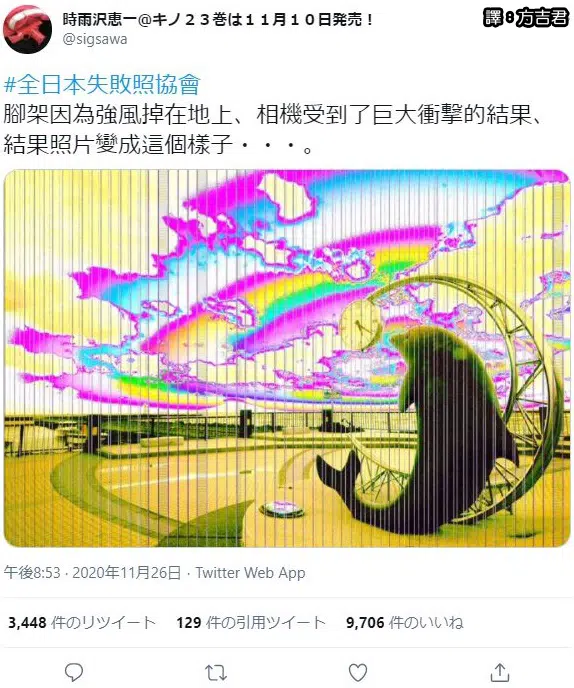 時雨沢恵一@キノ２３巻は１１月１０日発売！
@sigsawa
譯:方吉君
#全日本失敗照協會
腳架因為強風掉在地上、相機受到了巨大衝擊的結果、
結果照片變成這個樣子・・・。
午後8:53 · 2020年11月26日 · Twitter Web App
3,448 件のリツイート 129 件の引用ツイート 9,706 件のいいね